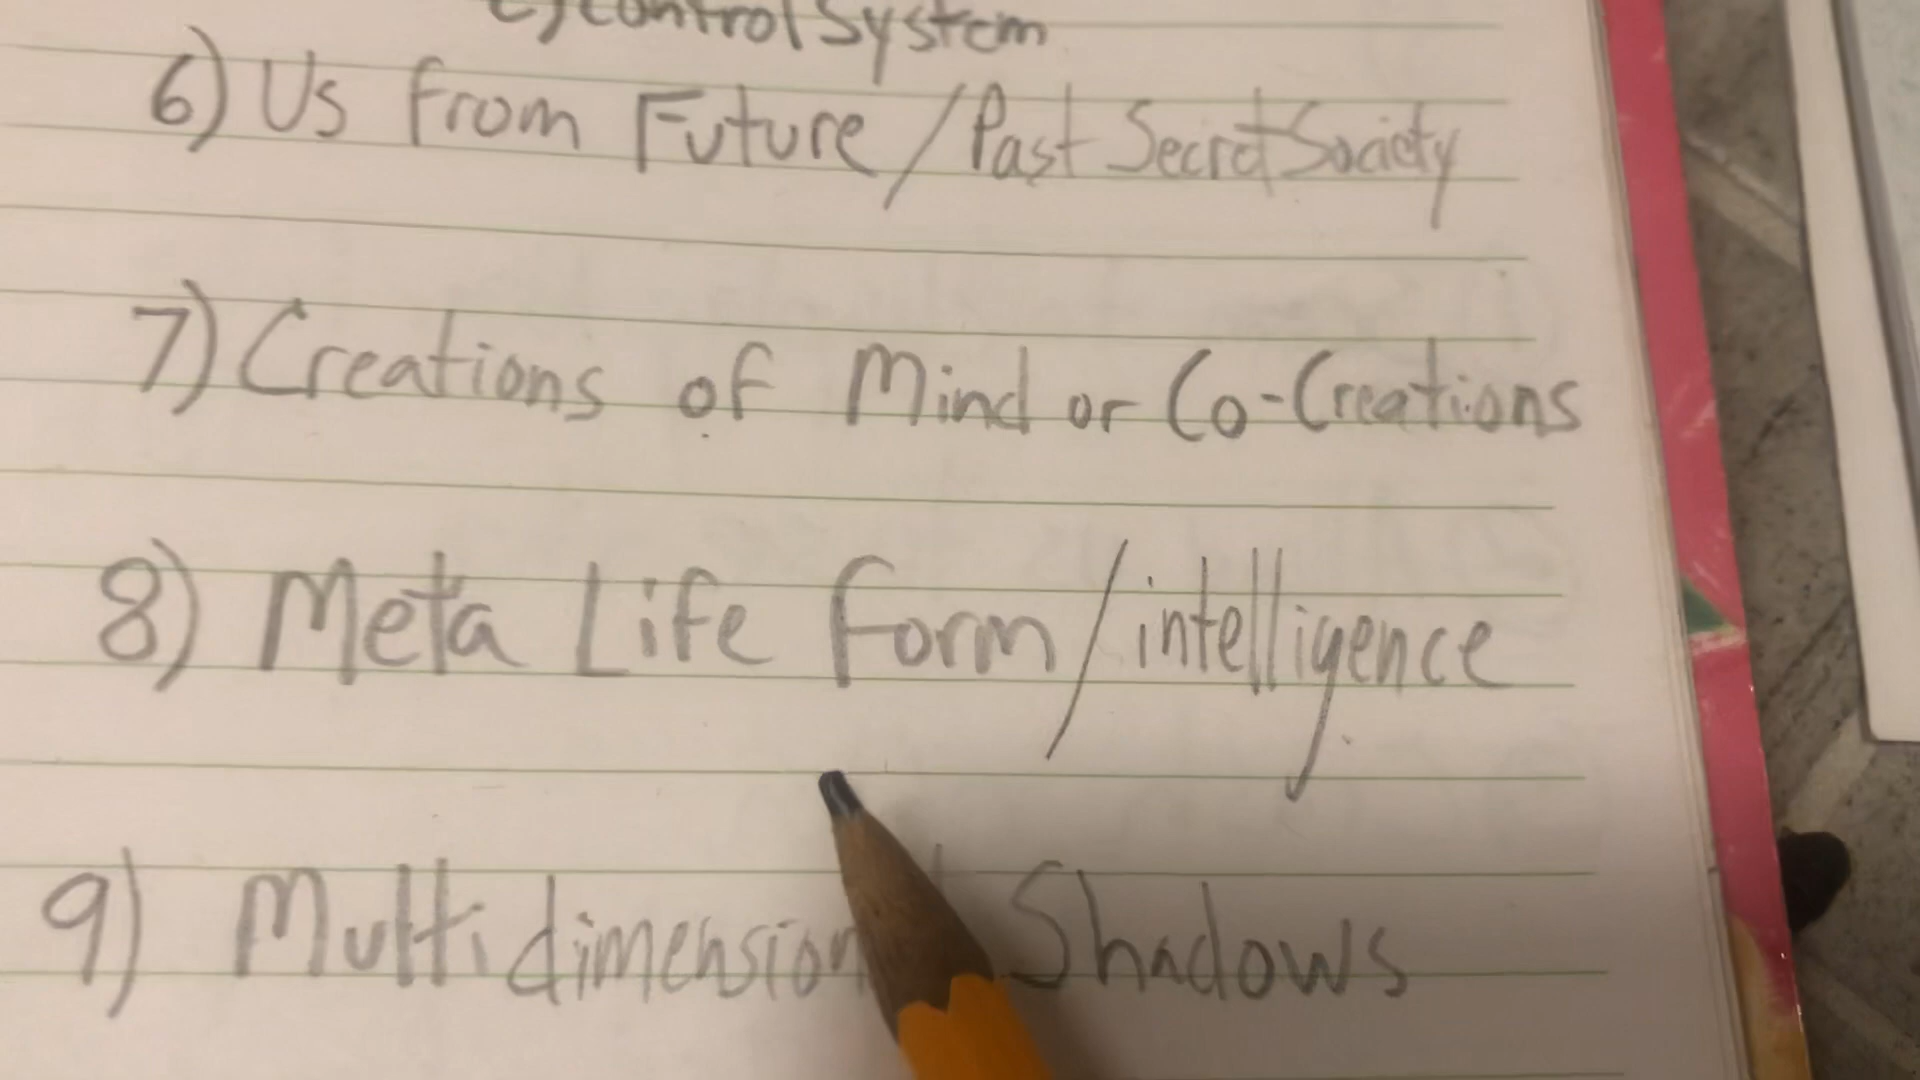 Control System
6) Us From Future / Past Secret Society
7) Creations of Mind or Co-Creations
8) Meta Life Form / intelligence
9) Shadows